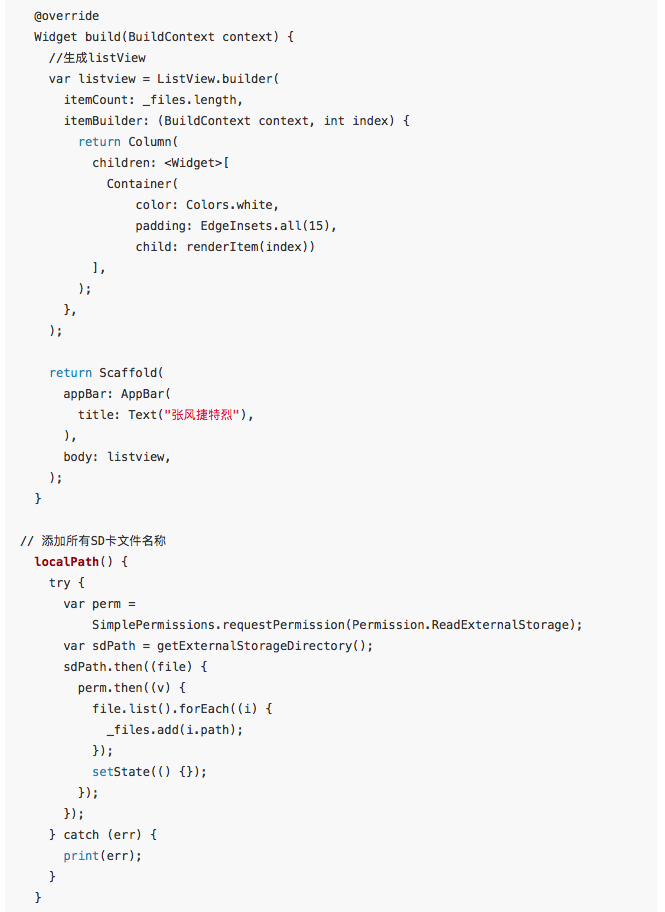 @override
  Widget build(BuildContext context) {
    //生成listView
    var listview = ListView.builder(
      itemCount: _files.length,
      itemBuilder: (BuildContext context, int index) {
        return Column(
          children: <Widget>[
            Container(
                color: Colors.white,
                padding: EdgeInsets.all(15),
                child: renderItem(index))
          ],
        );
      },
    );

    return Scaffold(
      appBar: AppBar(
        title: Text("张风捷特烈"),
      ),
      body: listview,
    );
  }

// 添加所有SD卡文件名称
  localPath() {
    try {
      var perm =
          SimplePermissions.requestPermission(Permission.ReadExternalStorage);
      var sdPath = getExternalStorageDirectory();
      sdPath.then((file) {
        perm.then((v) {
          file.list().forEach((i) {
            _files.add(i.path);
          });
          setState(() {});
        });
      });
    } catch (err) {
      print(err);
    }
  }